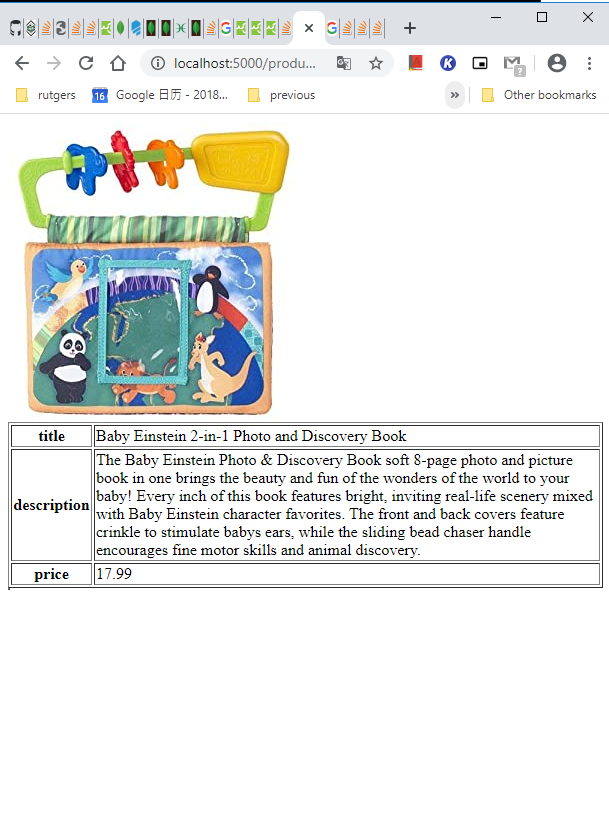 localhost:5000/produ...
rutgers
16
Google 日历 - 2018...
previous
»
Other bookmarks
title
Baby Einstein 2-in-1 Photo and Discovery Book
description
The Baby Einstein Photo & Discovery Book soft 8-page photo and picture
book in one brings the beauty and fun of the wonders of the world to your
baby! Every inch of this book features bright, inviting real-life scenery mixed
with Baby Einstein character favorites. The front and back covers feature
crinkle to stimulate babys ears, while the sliding bead chaser handle
encourages fine motor skills and animal discovery.
price
17.99